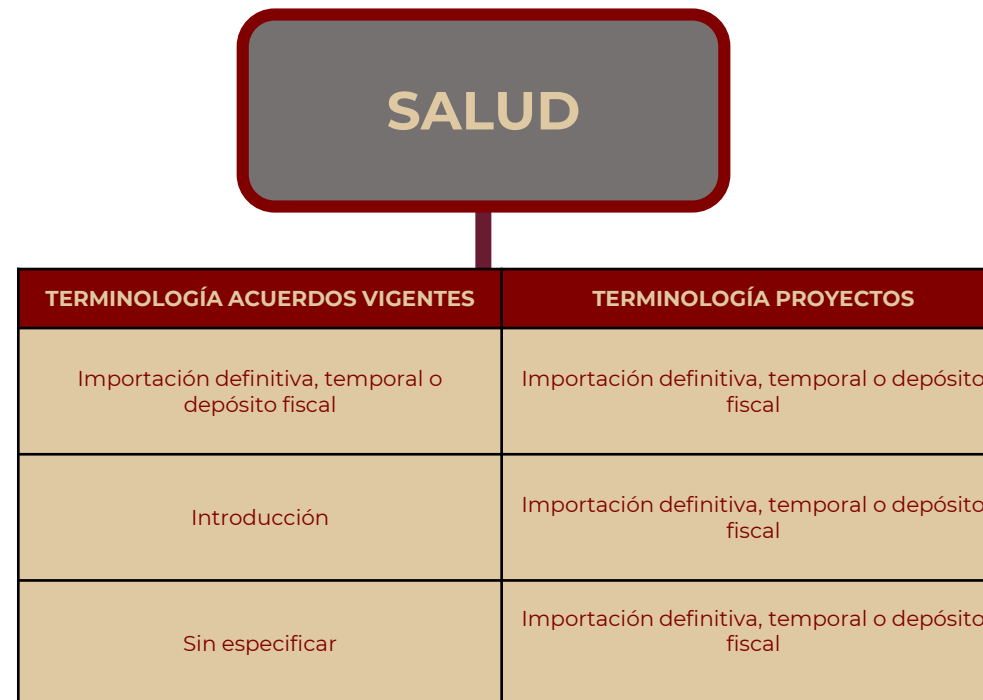 SALUD
TERMINOLOGÍA ACUERDOS VIGENTES
TERMINOLOGÍA PROYECTOS
Importación definitiva, temporal o
depósito fiscal
Importación definitiva, temporal o depósito
fiscal
Introducción
Importación definitiva, temporal o depósito
fiscal
Sin especificar
Importación definitiva, temporal o depósito
fiscal